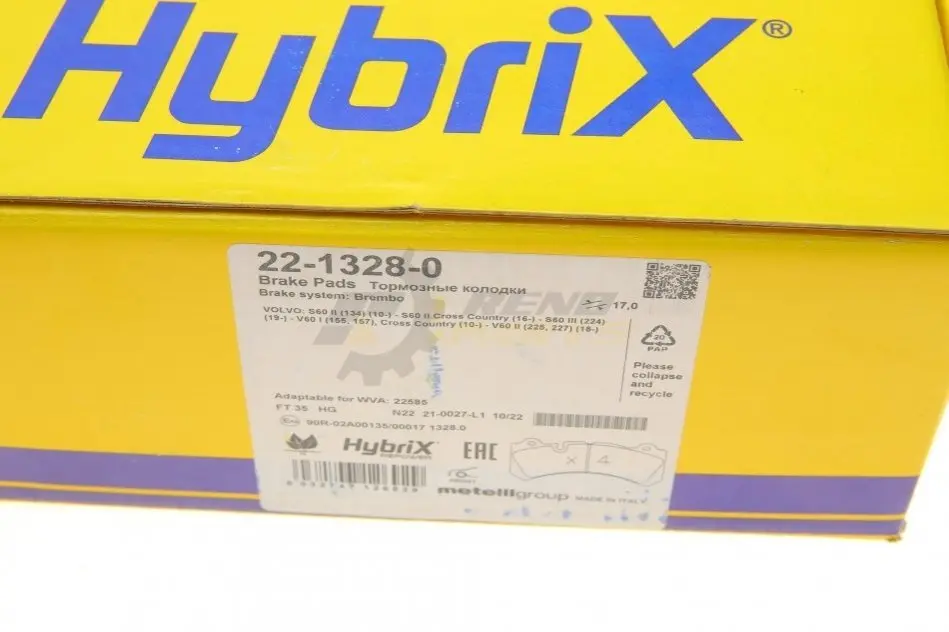 HybriX®
22-1328-0
Brake Pads Тормозные колодки
Brake system: Brembo
17,0
VOLVO: S60 II (134) (10-) - S60 II Cross Country (16-) - S60 III (224)
(19-) - V60 I (155, 157), Cross Country (10-) - V60 II (225, 227) (18-)
20
PAP
Please
collapse
and
recycle
Adaptable for WVA: 22585
FT 35 HG N22 21-0027-L1 10/22
90R-02A00135/00017 1328.0
HybriX
EAC
x 4
metelligroup MADE IN ITALY